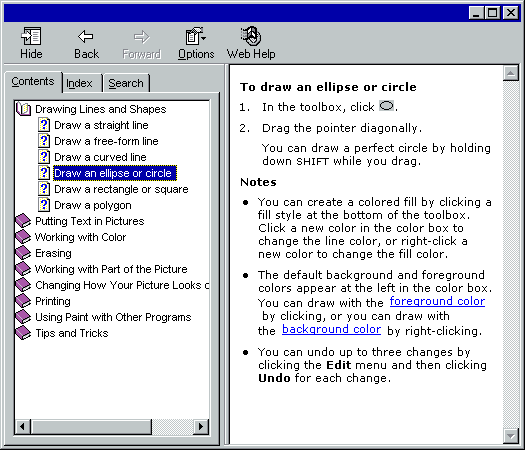 Hide Back Forward Options Web Help
Contents Index Search
Drawing Lines and Shapes
Draw a straight line
Draw a free-form line
Draw a curved line
Draw an ellipse or circle
Draw a rectangle or square
Draw a polygon
Putting Text in Pictures
Working with Color
Erasing
Working with Part of the Picture
Changing How Your Picture Looks o
Printing
Using Paint with Other Programs
Tips and Tricks
To draw an ellipse or circle
1. In the toolbox, click .
2. Drag the pointer diagonally.
You can draw a perfect circle by holding
down SHIFT while you drag.
Notes
• You can create a colored fill by clicking a
fill style at the bottom of the toolbox.
Click a new color in the color box to
change the line color, or right-click a
new color to change the fill color.
• The default background and foreground
colors appear at the left in the color box.
You can draw with the foreground color
by clicking, or you can draw with
the background color by right-clicking.
• You can undo up to three changes by
clicking the Edit menu and then clicking
Undo for each change.